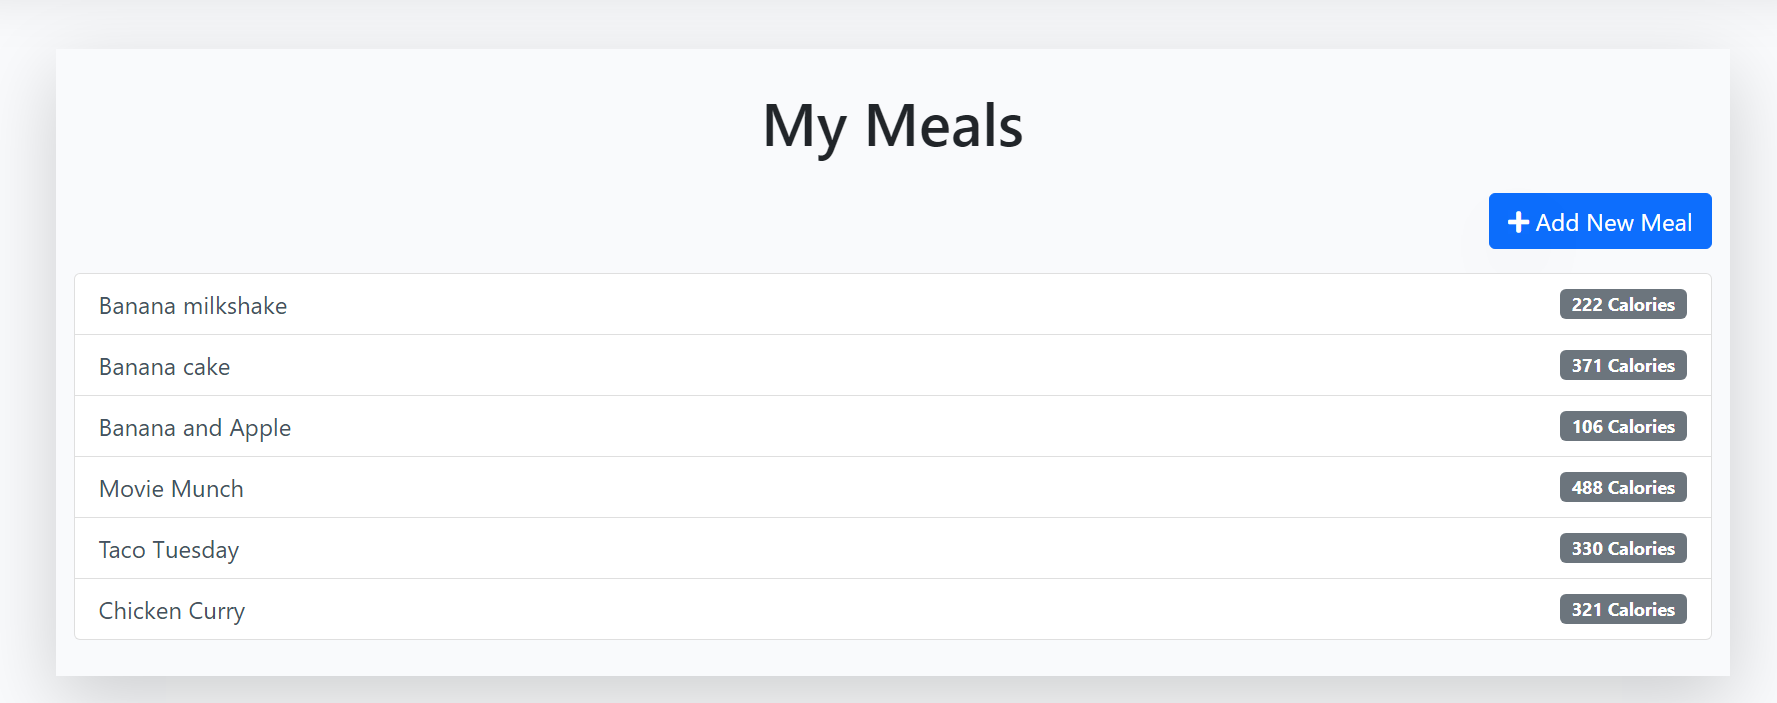 My Meals
Add New Meal
Banana milkshake 222 Calories
Banana cake 371 Calories
Banana and Apple 106 Calories
Movie Munch 488 Calories
Taco Tuesday 330 Calories
Chicken Curry 321 Calories